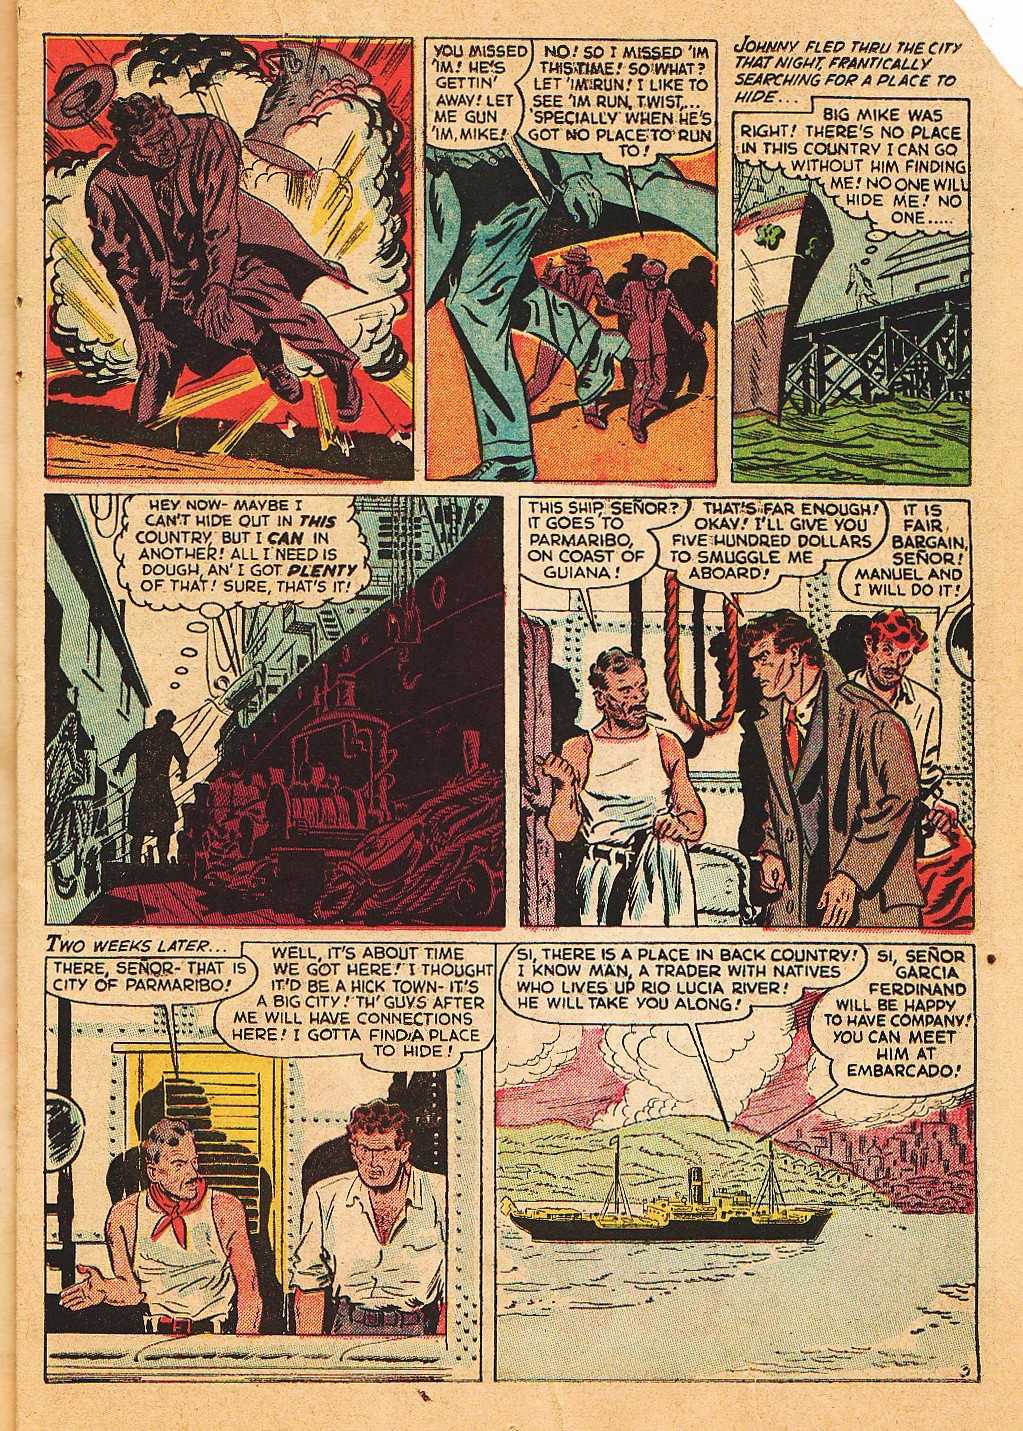 YOU MISSED
'IM! HE'S
GETTIN'
AWAY! LET
ME GUN
'IM, MIKE!
NO! SO I MISSED 'IM
THIS TIME! SO WHAT?
LET 'IM RUN! I LIKE TO
SEE 'IM RUN, TWIST,...
'SPECIALLY WHEN HE'S
GOT NO PLACE TO RUN
TO!
JOHNNY FLED THRU THE CITY
THAT NIGHT, FRANTICALLY
SEARCHING FOR A PLACE TO
HIDE...
BIG MIKE WAS
RIGHT! THERE'S NO PLACE
IN THIS COUNTRY I CAN GO
WITHOUT HIM FINDING
ME! NO ONE WILL
HIDE ME! NO
ONE.....
HEY NOW- MAYBE I
CAN'T HIDE OUT IN THIS
COUNTRY, BUT I CAN IN
ANOTHER! ALL I NEED IS
DOUGH, AN' I GOT PLENTY
OF THAT! SURE, THAT'S IT!
THIS SHIP, SEÑOR?
IT GOES TO
PARMARIBO,
ON COAST OF
GUIANA!
THAT'S FAR ENOUGH!
OKAY! I'LL GIVE YOU
FIVE HUNDRED DOLLARS
TO SMUGGLE ME
ABOARD!
IT IS
FAIR
BARGAIN,
SEÑOR!
MANUEL AND
I WILL DO IT!
TWO WEEKS LATER...
THERE, SEÑOR- THAT IS
CITY OF PARMARIBO!
WELL, IT'S ABOUT TIME
WE GOT HERE! I THOUGHT
IT'D BE A HICK TOWN- IT'S
A BIG CITY! TH' GUYS AFTER
ME WILL HAVE CONNECTIONS
HERE! I GOTTA FIND A PLACE
TO HIDE!
SI, THERE IS A PLACE IN BACK COUNTRY!
I KNOW MAN, A TRADER WITH NATIVES
WHO LIVES UP RIO LUCIA RIVER!
HE WILL TAKE YOU ALONG!
SI, SEÑOR
GARCIA
FERDINAND
WILL BE HAPPY
TO HAVE COMPANY!
YOU CAN MEET
HIM AT
EMBARCADO!
3